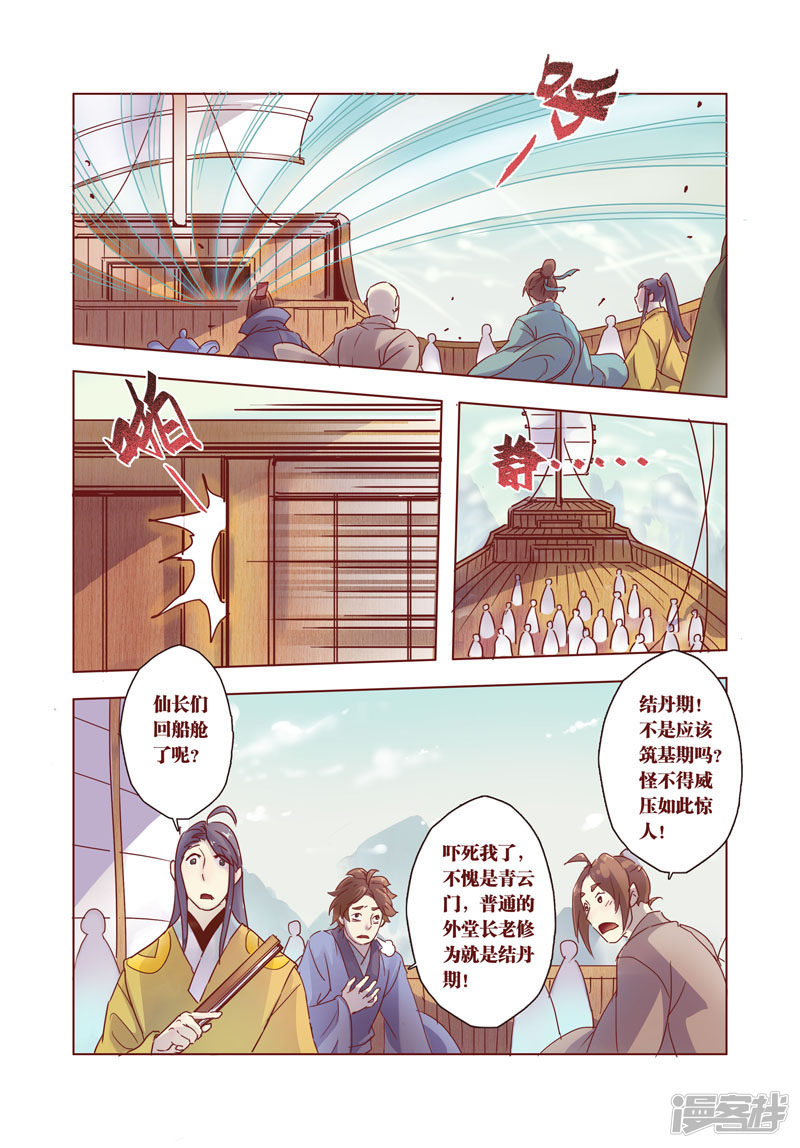 呼
啪
静……
仙长们
回船舱
了呢？
结丹期！
不是应该
筑基期吗？
怪不得威
压如此惊
人！
吓死我了，
不愧是青云
门，普通的
外堂长老修
为就是结丹
期！
漫客栈